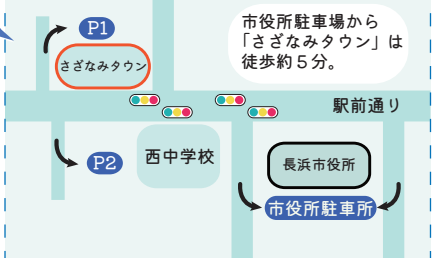 P1
さざなみタウン
市役所駐車場から
「さざなみタウン」は
徒歩約5分。
駅前通り
P2
西中学校
長浜市役所
市役所駐車所